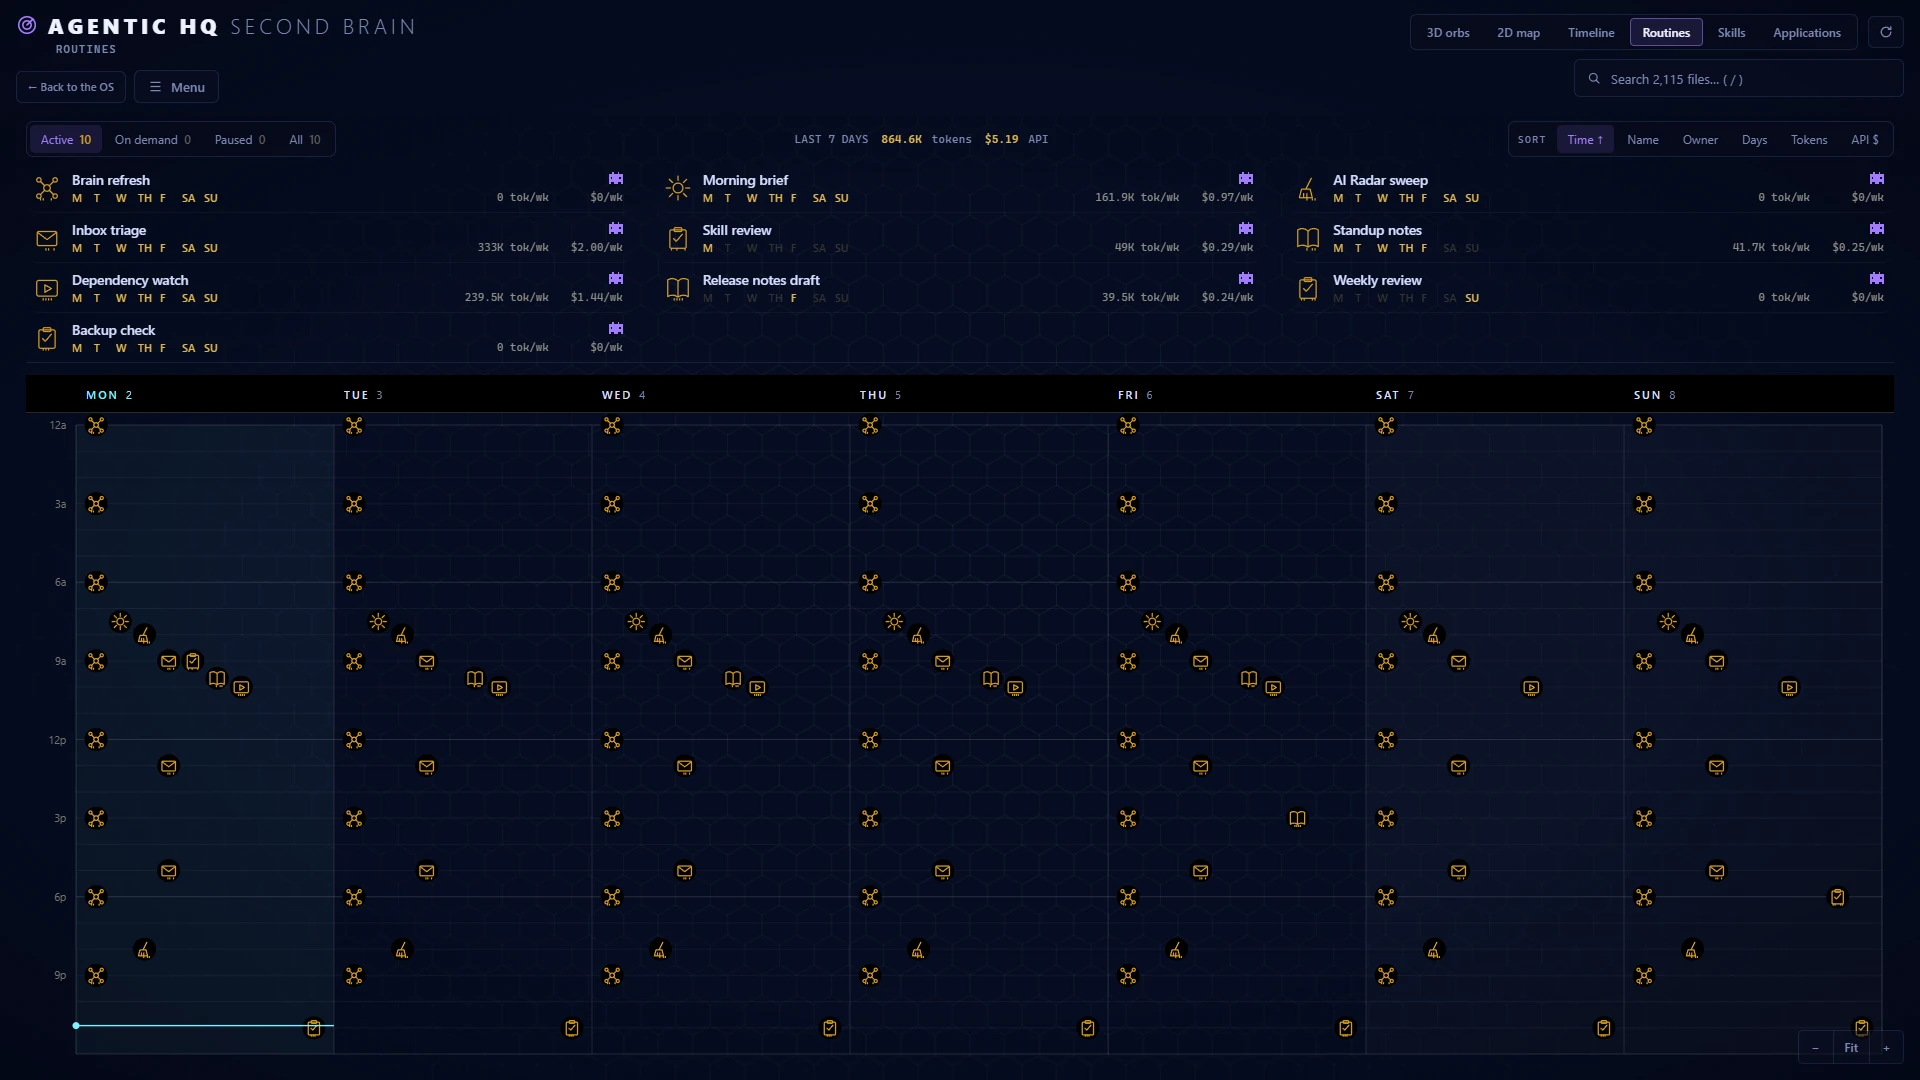 AGENTIC HQ SECOND BRAIN
ROUTINES
3D orbs 2D map Timeline Routines Skills Applications
← Back to the OS ☰ Menu
Search 2,115 files... ( / )
Active 10 On demand 0 Paused 0 All 10
LAST 7 DAYS 864.6K tokens $5.19 API
SORT Time ↑ Name Owner Days Tokens API $
Brain refresh
M T W TH F SA SU 0 tok/wk $0/wk
Morning brief
M T W TH F SA SU 161.9K tok/wk $0.97/wk
AI Radar sweep
M T W TH F SA SU 0 tok/wk $0/wk
Inbox triage
M T W TH F SA SU 333K tok/wk $2.00/wk
Skill review
M T W TH F SA SU 49K tok/wk $0.29/wk
Standup notes
M T W TH F SA SU 41.7K tok/wk $0.25/wk
Dependency watch
M T W TH F SA SU 239.5K tok/wk $1.44/wk
Release notes draft
M T W TH F SA SU 39.5K tok/wk $0.24/wk
Weekly review
M T W TH F SA SU 0 tok/wk $0/wk
Backup check
M T W TH F SA SU 0 tok/wk $0/wk
MON 2 TUE 3 WED 4 THU 5 FRI 6 SAT 7 SUN 8
12a
3a
6a
9a
12p
3p
6p
9p
− Fit +